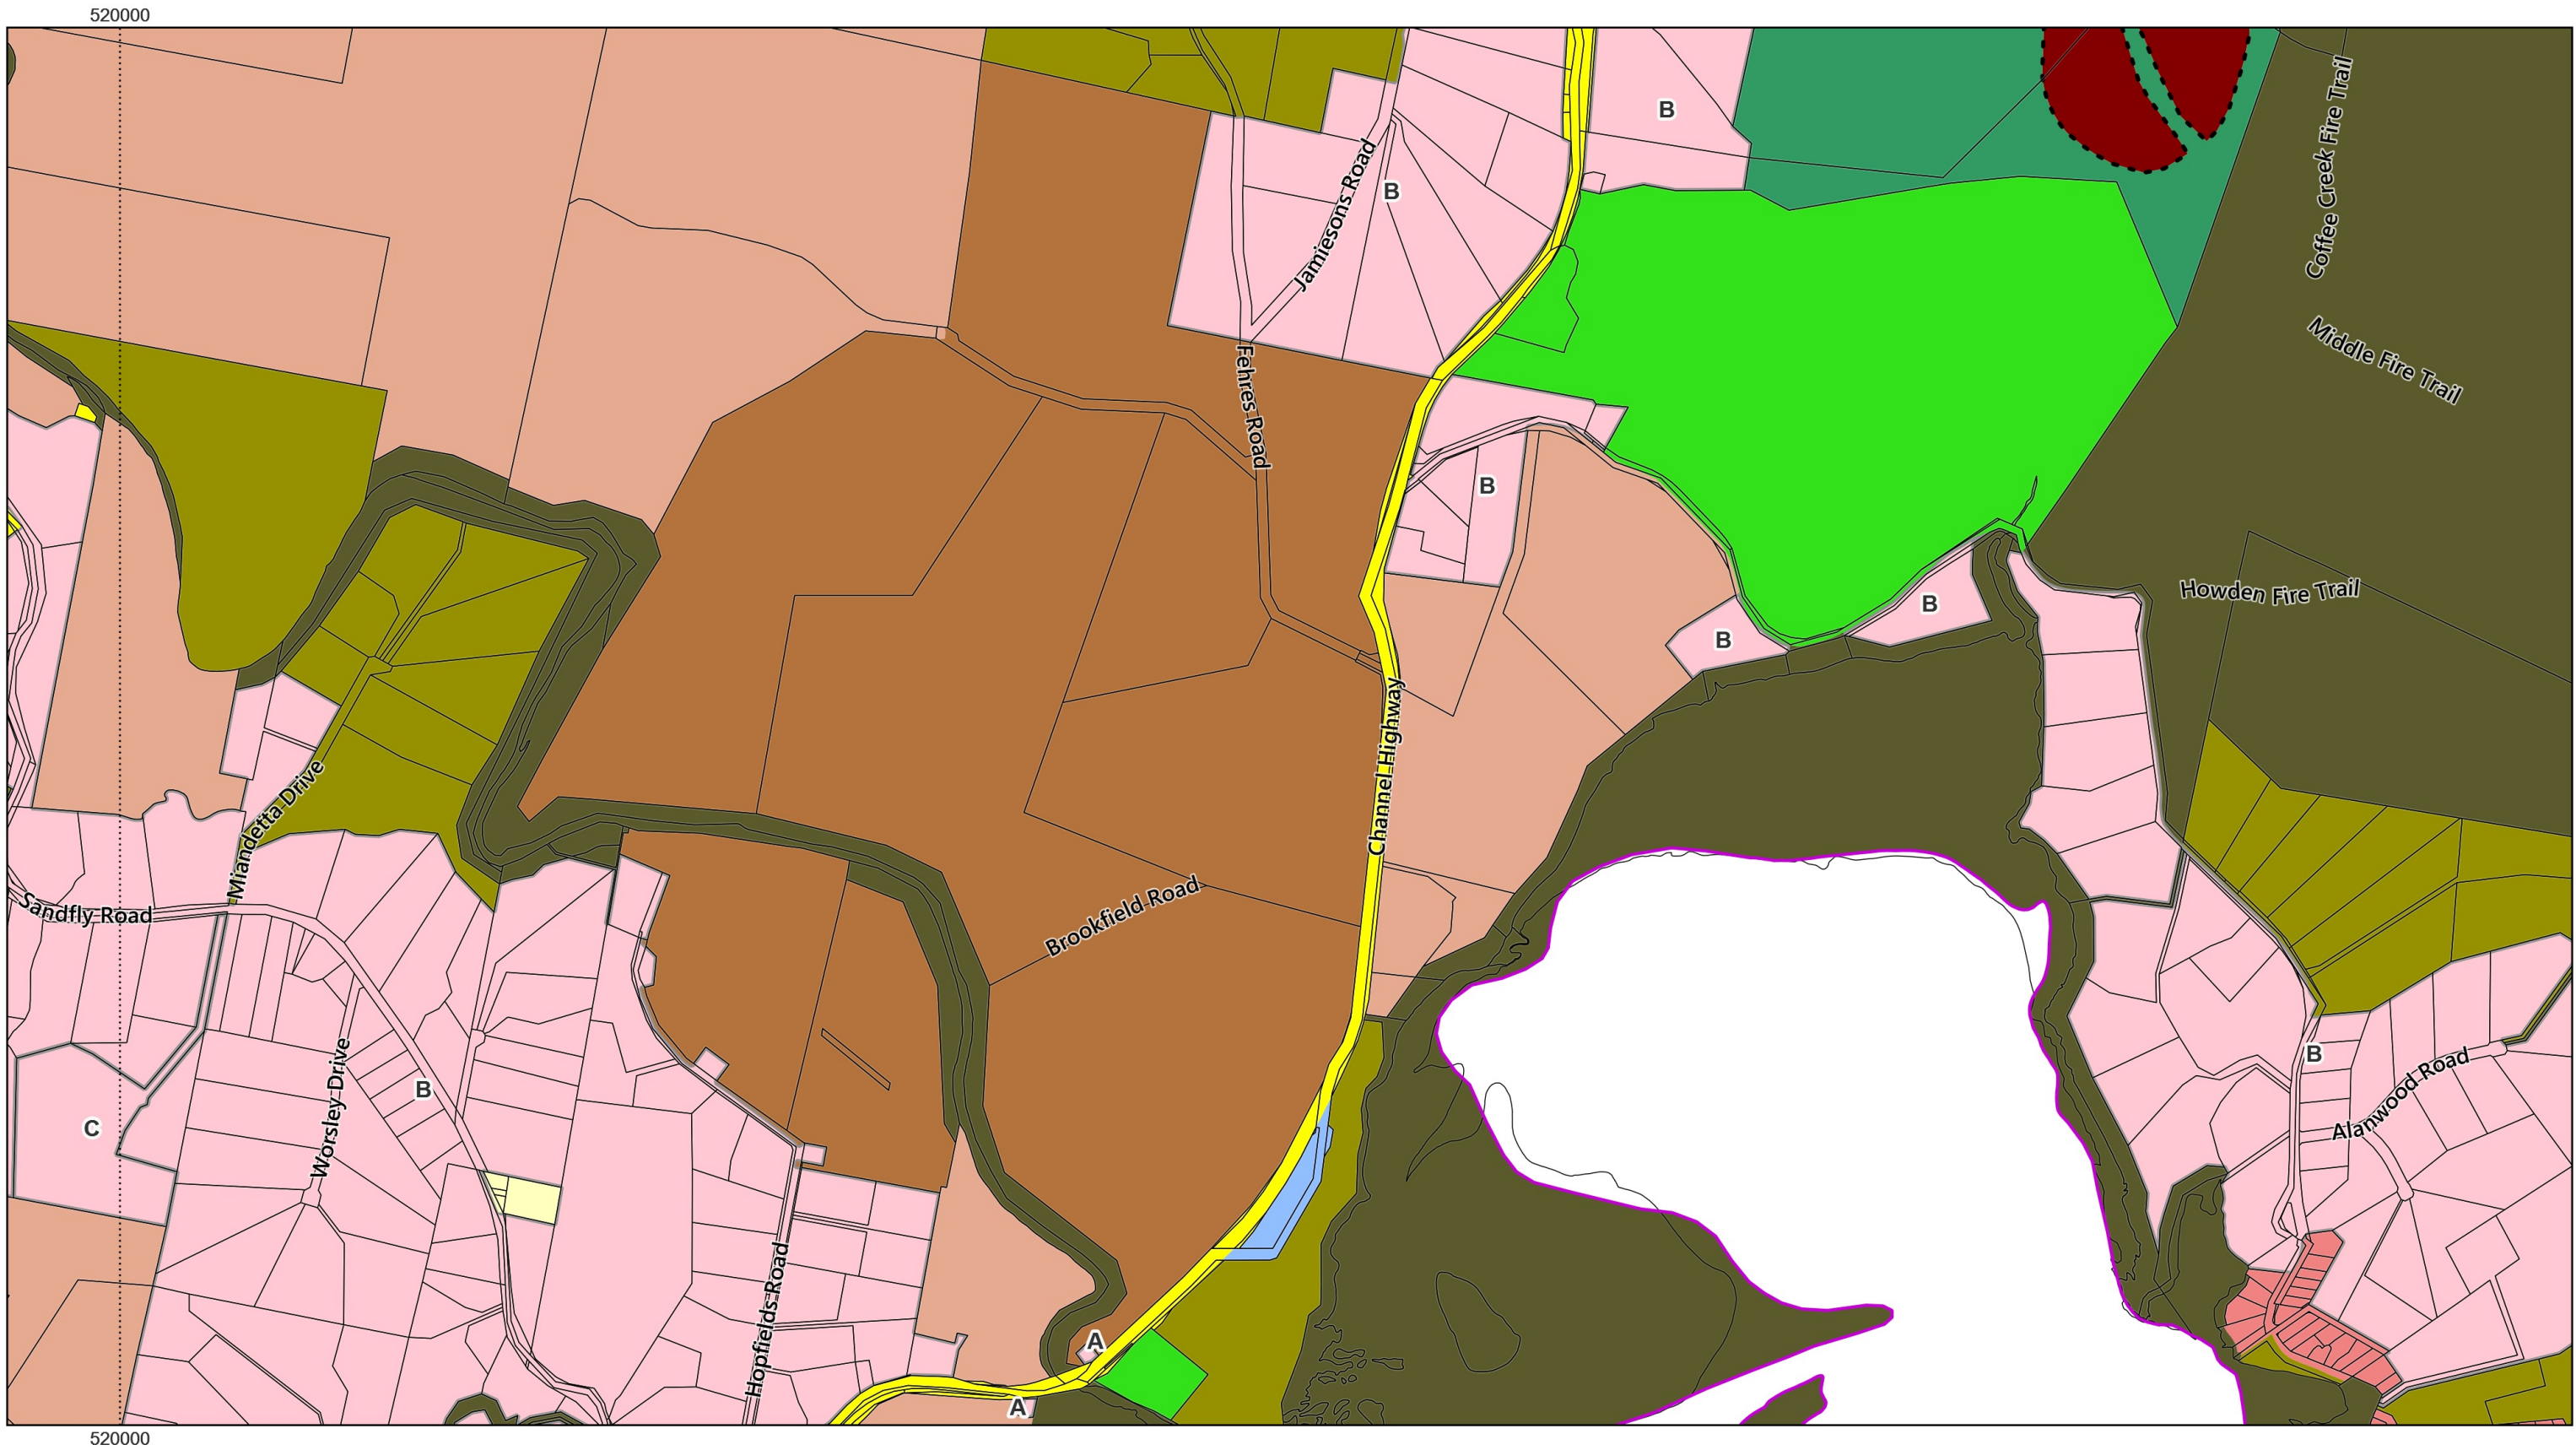 520000
Coffee Creek Fire Trail
B
Jamiesons Road
B
Middle Fire Trail
Fehres Road
B
Howden Fire Trail
B
B
Channel Highway
Miandetta Drive
Sandfly Road
Brookfield Road
B
Alanwood Road
Worsley Drive
B
C
Hopfields Road
A
A
520000